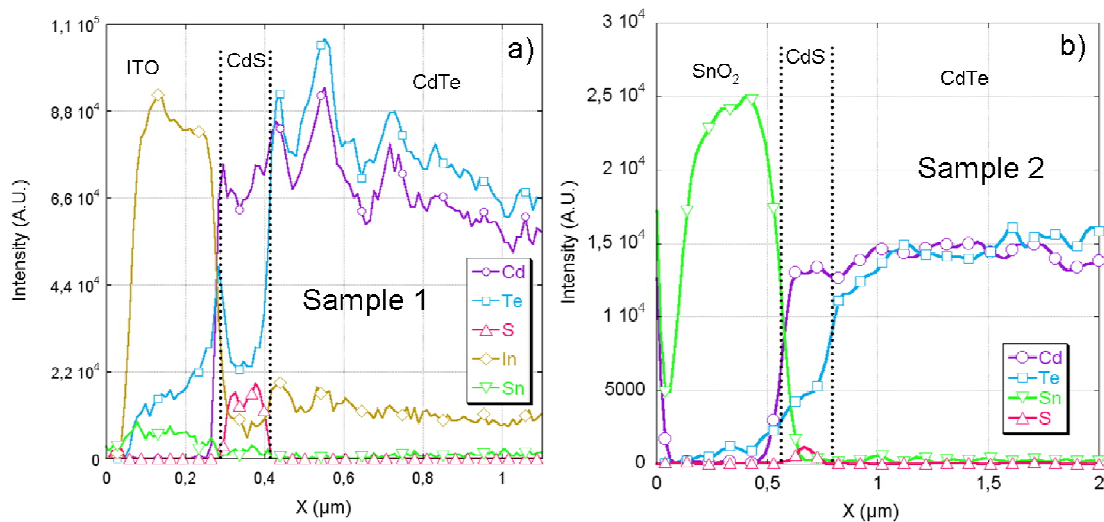 1,1 10⁵
8,8 10⁴
6,6 10⁴
4,4 10⁴
2,2 10⁴
0
Intensity (A.U.)
0 0,2 0,4 0,6 0,8 1
X (µm)
ITO
CdS
CdTe
a)
Sample 1
Cd
Te
S
In
Sn
3 10⁴
2,5 10⁴
2 10⁴
1,5 10⁴
1 10⁴
5000
0
Intensity (A.U.)
0 0,5 1 1,5 2
X (µm)
SnO₂
CdS
CdTe
b)
Sample 2
Cd
Te
Sn
S